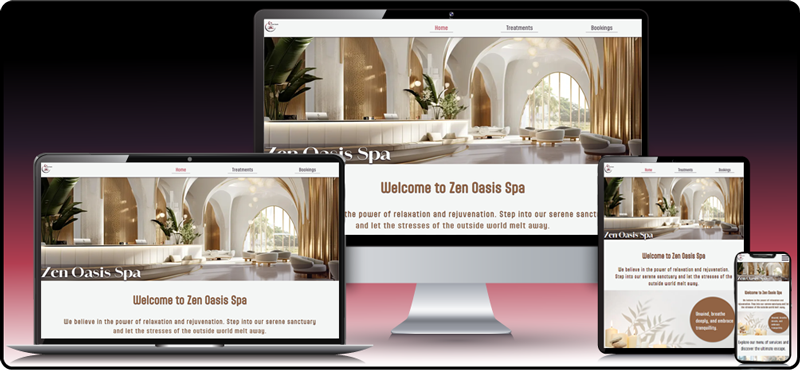 Home Treatments Bookings
Zen Oasis Spa
Welcome to Zen Oasis Spa
the power of relaxation and rejuvenation. Step into our serene sanctu
and let the stresses of the outside world melt away.
Home Treatments Bookings
Zen Oasis Spa
Welcome to Zen Oasis Spa
We believe in the power of relaxation and rejuvenation. Step into our serene sanctuary
and let the stresses of the outside world melt away.
Home Treatments Bookings
Zen Oasis Spa
Welcome to Zen Oasis Spa
We believe in the power of relaxation and rejuvenation.
Step into our serene sanctuary and let the stresses of the
outside world melt away.
Unwind, breathe
deeply, and embrace
tranquillity.
Zen Oasis Spa
Welcome to Zen Oasis Spa
Explore our menu of services and
discover the ultimate escape.